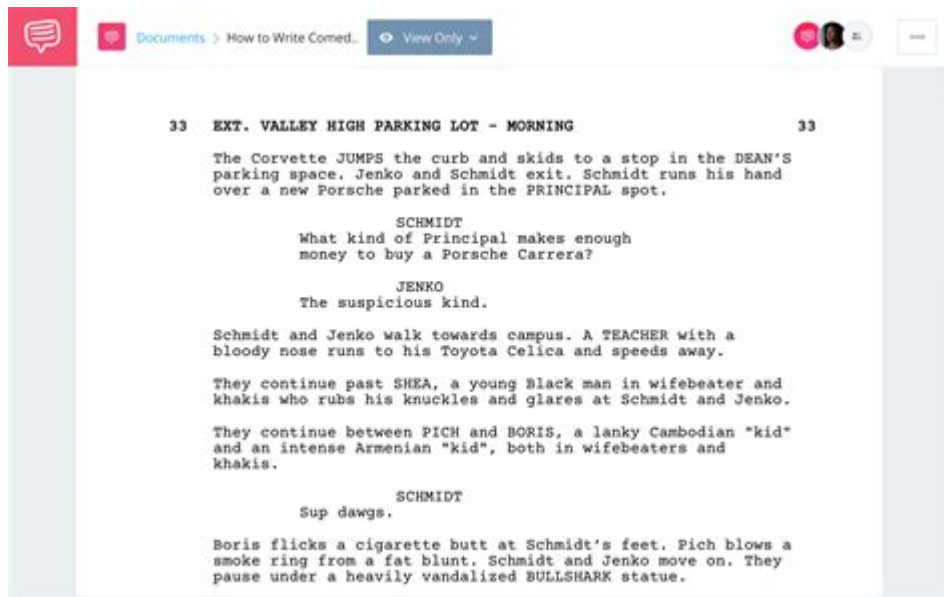 Documents > How to Write Comed.. View Only
33 EXT. VALLEY HIGH PARKING LOT - MORNING 33
The Corvette JUMPS the curb and skids to a stop in the DEAN'S
parking space. Jenko and Schmidt exit. Schmidt runs his hand
over a new Porsche parked in the PRINCIPAL spot.
SCHMIDT
What kind of Principal makes enough
money to buy a Porsche Carrera?
JENKO
The suspicious kind.
Schmidt and Jenko walk towards campus. A TEACHER with a
bloody nose runs to his Toyota Celica and speeds away.
They continue past SHEA, a young Black man in wifebeater and
khakis who rubs his knuckles and glares at Schmidt and Jenko.
They continue between PICH and BORIS, a lanky Cambodian "kid"
and an intense Armenian "kid", both in wifebeaters and
khakis.
SCHMIDT
Sup dawgs.
Boris flicks a cigarette butt at Schmidt's feet. Pich blows a
smoke ring from a fat blunt. Schmidt and Jenko move on. They
pause under a heavily vandalized BULLSHARK statue.